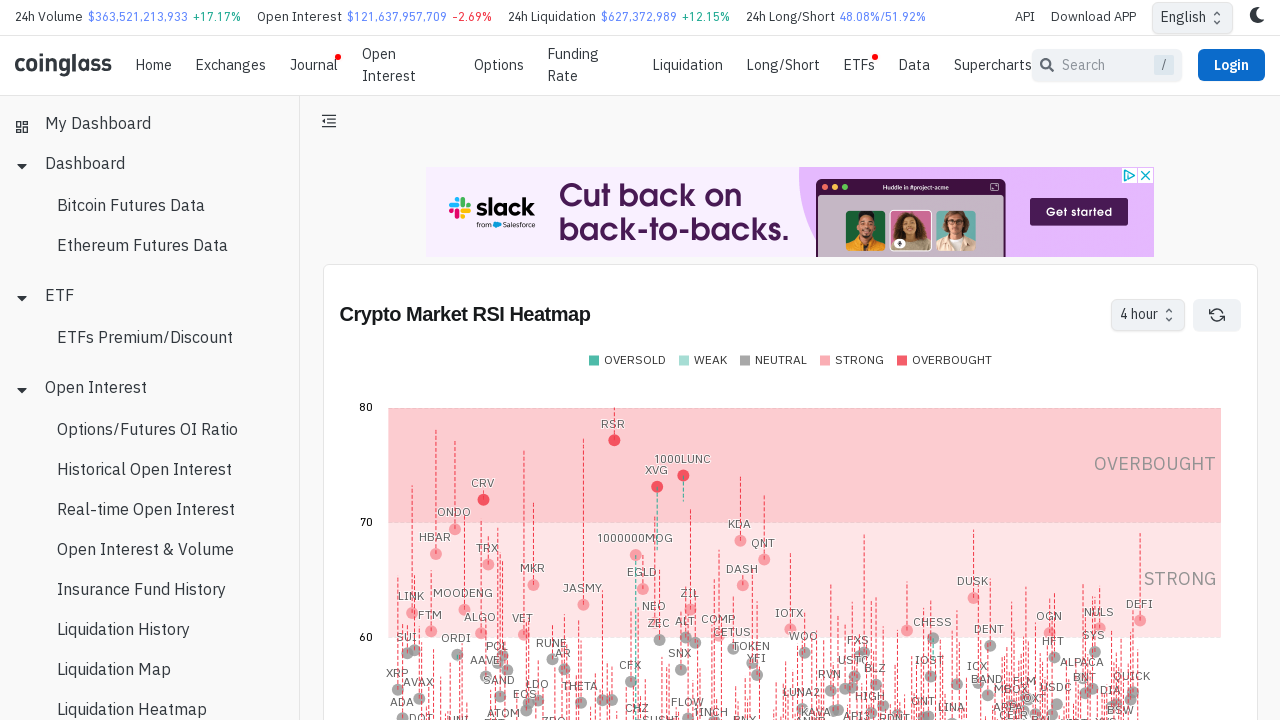 24h Volume $363,521,213,933 +17.17% Open Interest $121,637,957,709 -2.69% 24h Liquidation $627,372,989 +12.15% 24h Long/Short 48.08%/51.92% API Download APP English
coinglass Home Exchanges Journal Open Interest Options Funding Rate Liquidation Long/Short ETFs Data Supercharts Search / Login
My Dashboard
Dashboard
Bitcoin Futures Data
Ethereum Futures Data
ETF
ETFs Premium/Discount
Open Interest
Options/Futures OI Ratio
Historical Open Interest
Real-time Open Interest
Open Interest & Volume
Insurance Fund History
Liquidation History
Liquidation Map
Liquidation Heatmap
slack
from Salesforce
Cut back on
back-to-backs.
Huddle in #project-acme
Get started
Crypto Market RSI Heatmap
4 hour
OVERSOLD WEAK NEUTRAL STRONG OVERBOUGHT
80
RSR
1000LUNC
OVERBOUGHT
XVG
CRV
ONDO
70
KDA
HBAR
1000000MOG
QNT
TRX
MKR
EGLD
DASH
STRONG
DUSK
JASMY
LINK
MOODENG
ZIL
DEFI
NEO
FTM
ALGO
VET
ZEC
ALT
COMP
IOTX
CHESS
OGN
NULS
60
SUI
ORDI
RUNE
CETUS
WOO
DENT
SYS
POL
AR
SNX
TOKEN
FXS
HFT
AAVE
CFX
YFI
USTC
IOST
ICX
ALPACA
XRP
SAND
BLZ
RVN
BAND
BNT
QUICK
AVAX
THETA
LUNA2
HIGH
USDC
DIA
ADA
EOS
FLOW
LINA
ATOM
CHZ
BSW